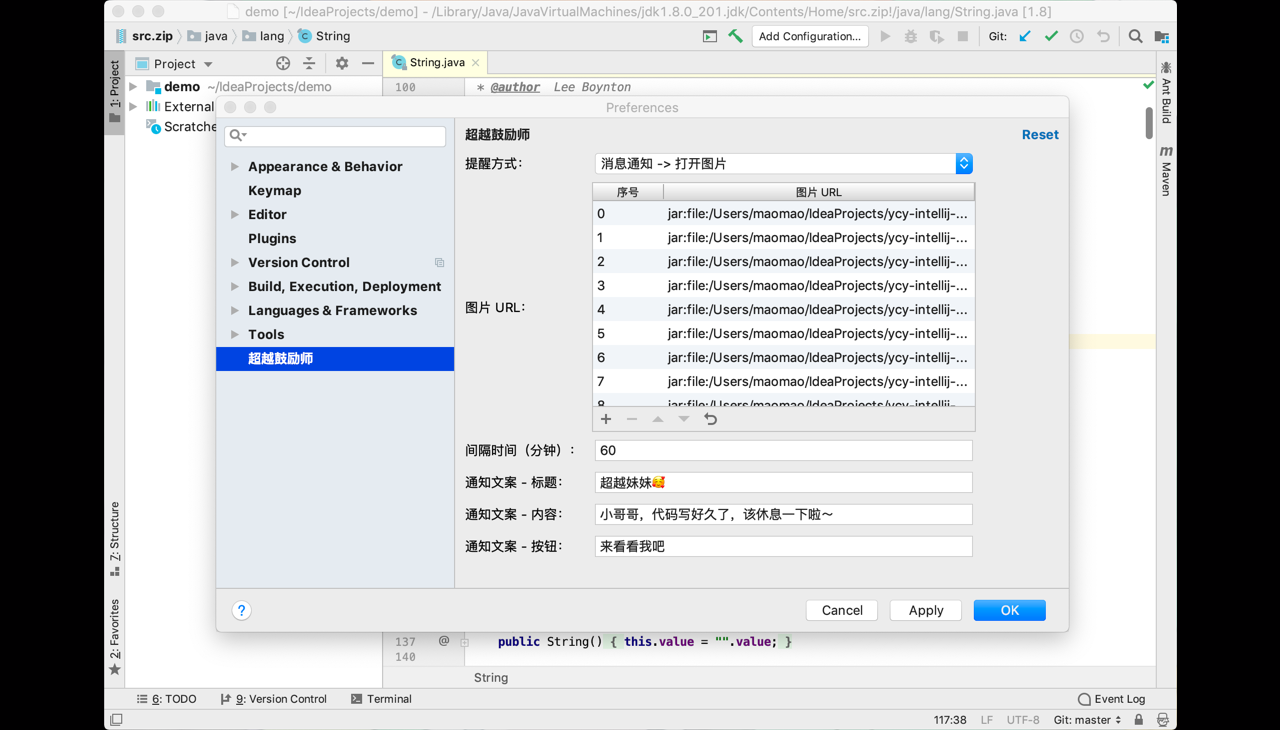 demo [~/IdeaProjects/demo] - /Library/Java/JavaVirtualMachines/jdk1.8.0_201.jdk/Contents/Home/src.zip!/java/lang/String.java [1.8]
src.zip java lang String
Add Configuration...
Git:
Project
String.java
1: Project
demo ~/IdeaProjects/demo
External
Scratche
100 * @author Lee Boynton
Ant Build
Maven
Preferences
超越鼓励师
Reset
Appearance & Behavior
Keymap
Editor
Plugins
Version Control
Build, Execution, Deployment
Languages & Frameworks
Tools
超越鼓励师
提醒方式：
消息通知 -> 打开图片
序号 图片 URL
图片 URL：
0 jar:file:/Users/maomao/IdeaProjects/ycy-intellij-...
1 jar:file:/Users/maomao/IdeaProjects/ycy-intellij-...
2 jar:file:/Users/maomao/IdeaProjects/ycy-intellij-...
3 jar:file:/Users/maomao/IdeaProjects/ycy-intellij-...
4 jar:file:/Users/maomao/IdeaProjects/ycy-intellij-...
5 jar:file:/Users/maomao/IdeaProjects/ycy-intellij-...
6 jar:file:/Users/maomao/IdeaProjects/ycy-intellij-...
7 jar:file:/Users/maomao/IdeaProjects/ycy-intellij-...
8 jar:file:/Users/maomao/IdeaProjects/ycy-intellij-...
间隔时间（分钟）： 60
通知文案 - 标题： 超越妹妹🥰
通知文案 - 内容： 小哥哥，代码写好久了，该休息一下啦～
通知文案 - 按钮： 来看看我吧
?
Cancel
Apply
OK
7: Structure
2: Favorites
137 @ public String() { this.value = "".value; }
140
String
6: TODO
9: Version Control
Terminal
Event Log
117:38 LF UTF-8 Git: master